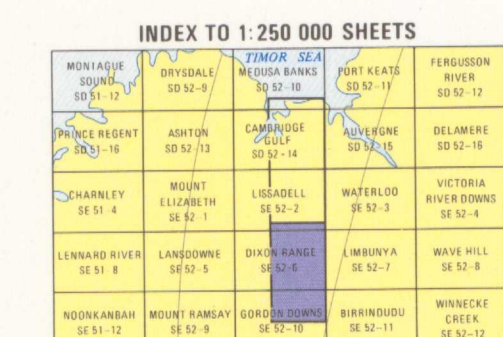 INDEX TO 1:250 000 SHEETS
TIMOR SEA
MONTAGUE SOUND SD 51-12
DRYSDALE SD 52-9
MEDUSA BANKS SD 52-10
PORT KEATS SD 52-11
FERGUSSON RIVER SD 52-12
PRINCE REGENT SD 51-16
ASHTON SD 52-13
CAMBRIDGE GULF SD 52-14
AUVERGNE SD 52-15
DELAMERE SD 52-16
CHARNLEY SE 51-4
MOUNT ELIZABETH SE 52-1
LISSADELL SE 52-2
WATERLOO SE 52-3
VICTORIA RIVER DOWNS SE 52-4
LENNARD RIVER SE 51-8
LANSDOWNE SE 52-5
DIXON RANGE SE 52-6
LIMBUNYA SE 52-7
WAVE HILL SE 52-8
NOONKANBAH SE 51-12
MOUNT RAMSAY SE 52-9
GORDON DOWNS SE 52-10
BIRRINDUDU SE 52-11
WINNECKE CREEK SE 52-12